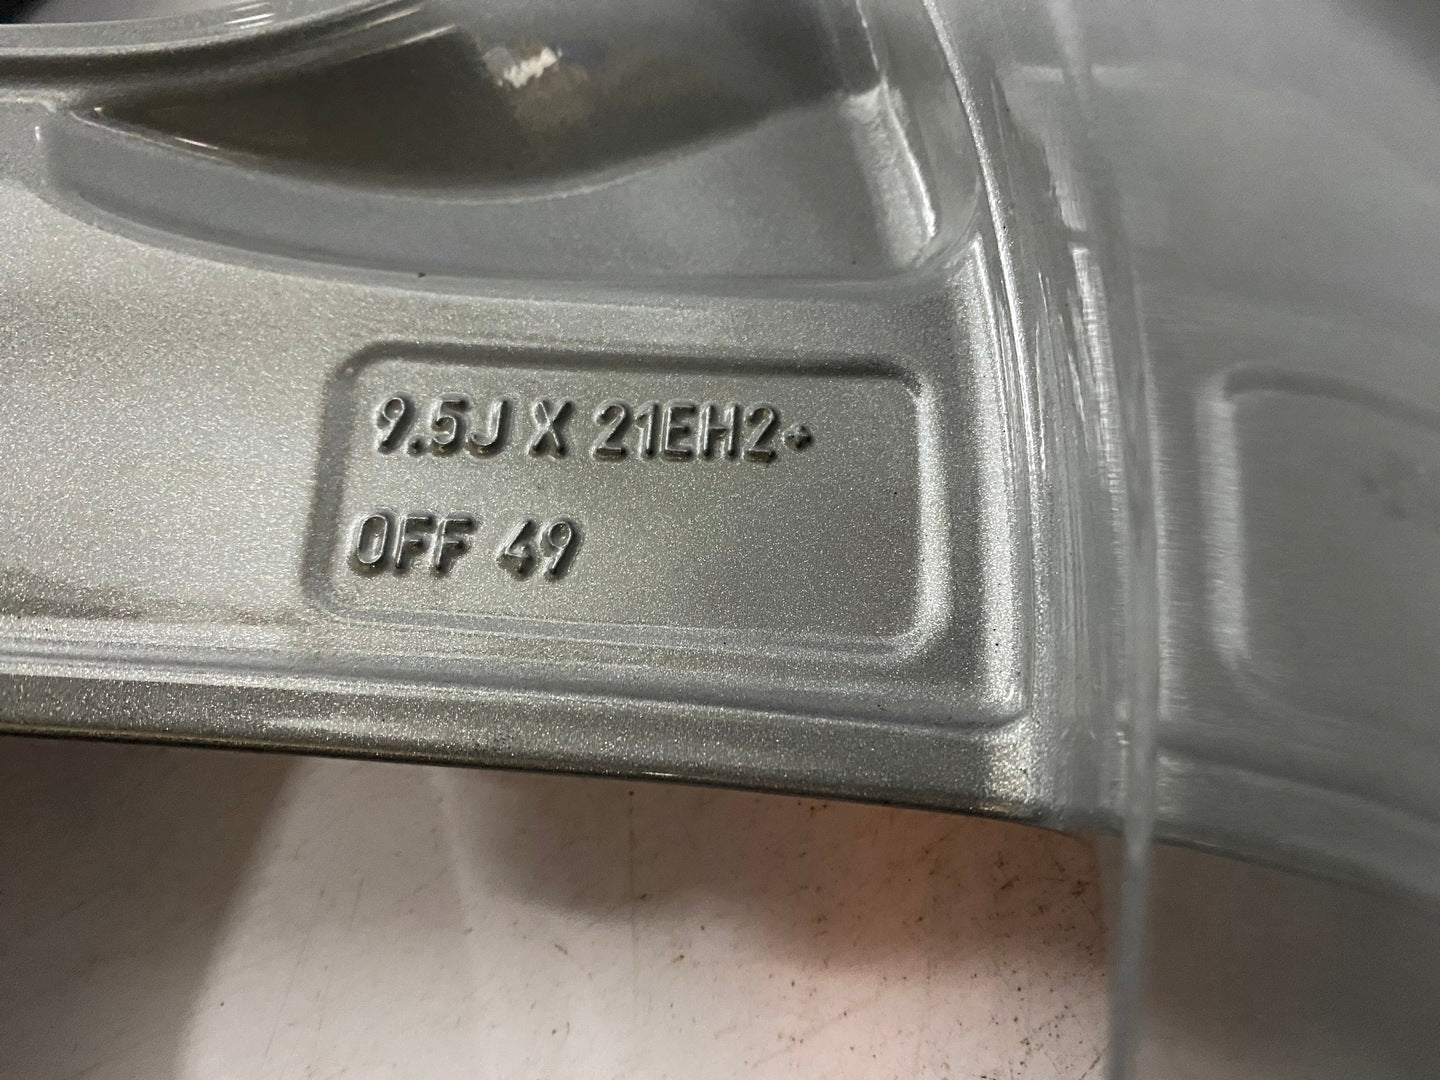 9.5J X 21EH2+
OFF 49